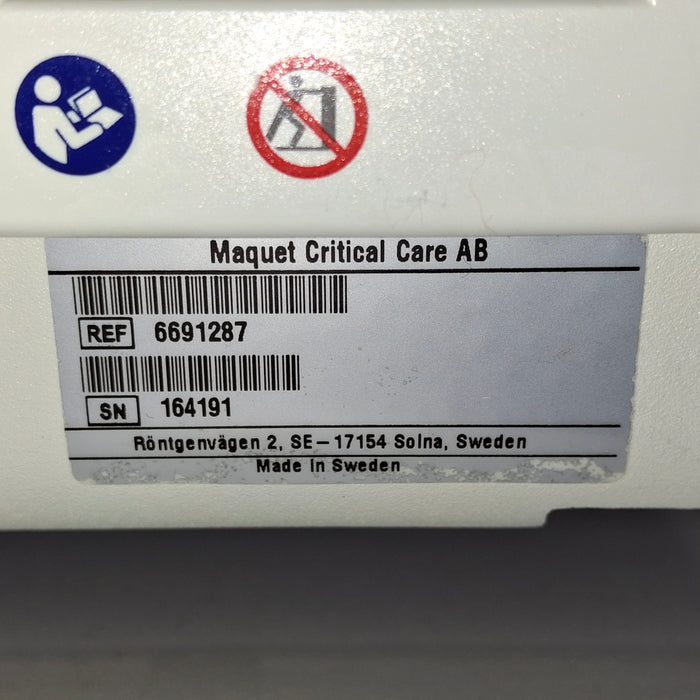 Maquet Critical Care AB
REF 6691287
SN 164191
Röntgenvägen 2, SE-17154 Solna, Sweden
Made in Sweden